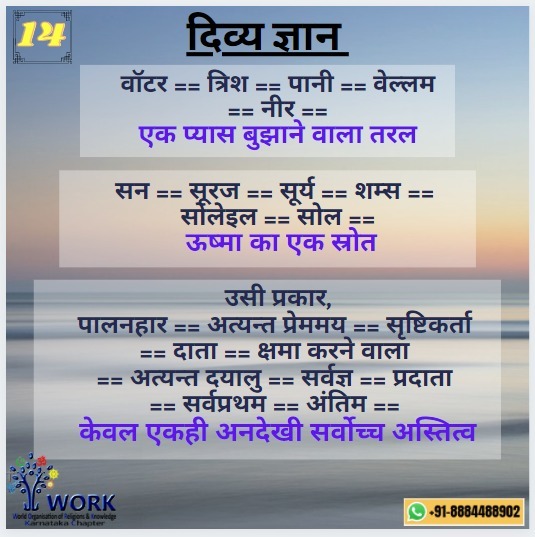 14
दिव्य ज्ञान
वॉटर == त्रिश == पानी == वेल्लम
== नीर ==
एक प्यास बुझाने वाला तरल
सन == सूरज == सूर्य == शम्स ==
सोलेइल == सोल ==
ऊष्मा का एक स्रोत
उसी प्रकार,
पालनहार == अत्यन्त प्रेममय == सृष्टिकर्ता
== दाता == क्षमा करने वाला
== अत्यन्त दयालु == सर्वज्ञ == प्रदाता
== सर्वप्रथम == अंतिम ==
केवल एकही अनदेखी सर्वोच्च अस्तित्व
WORK
World Organisation of Religions & Knowledge
Karnataka Chapter
+91-8884488902